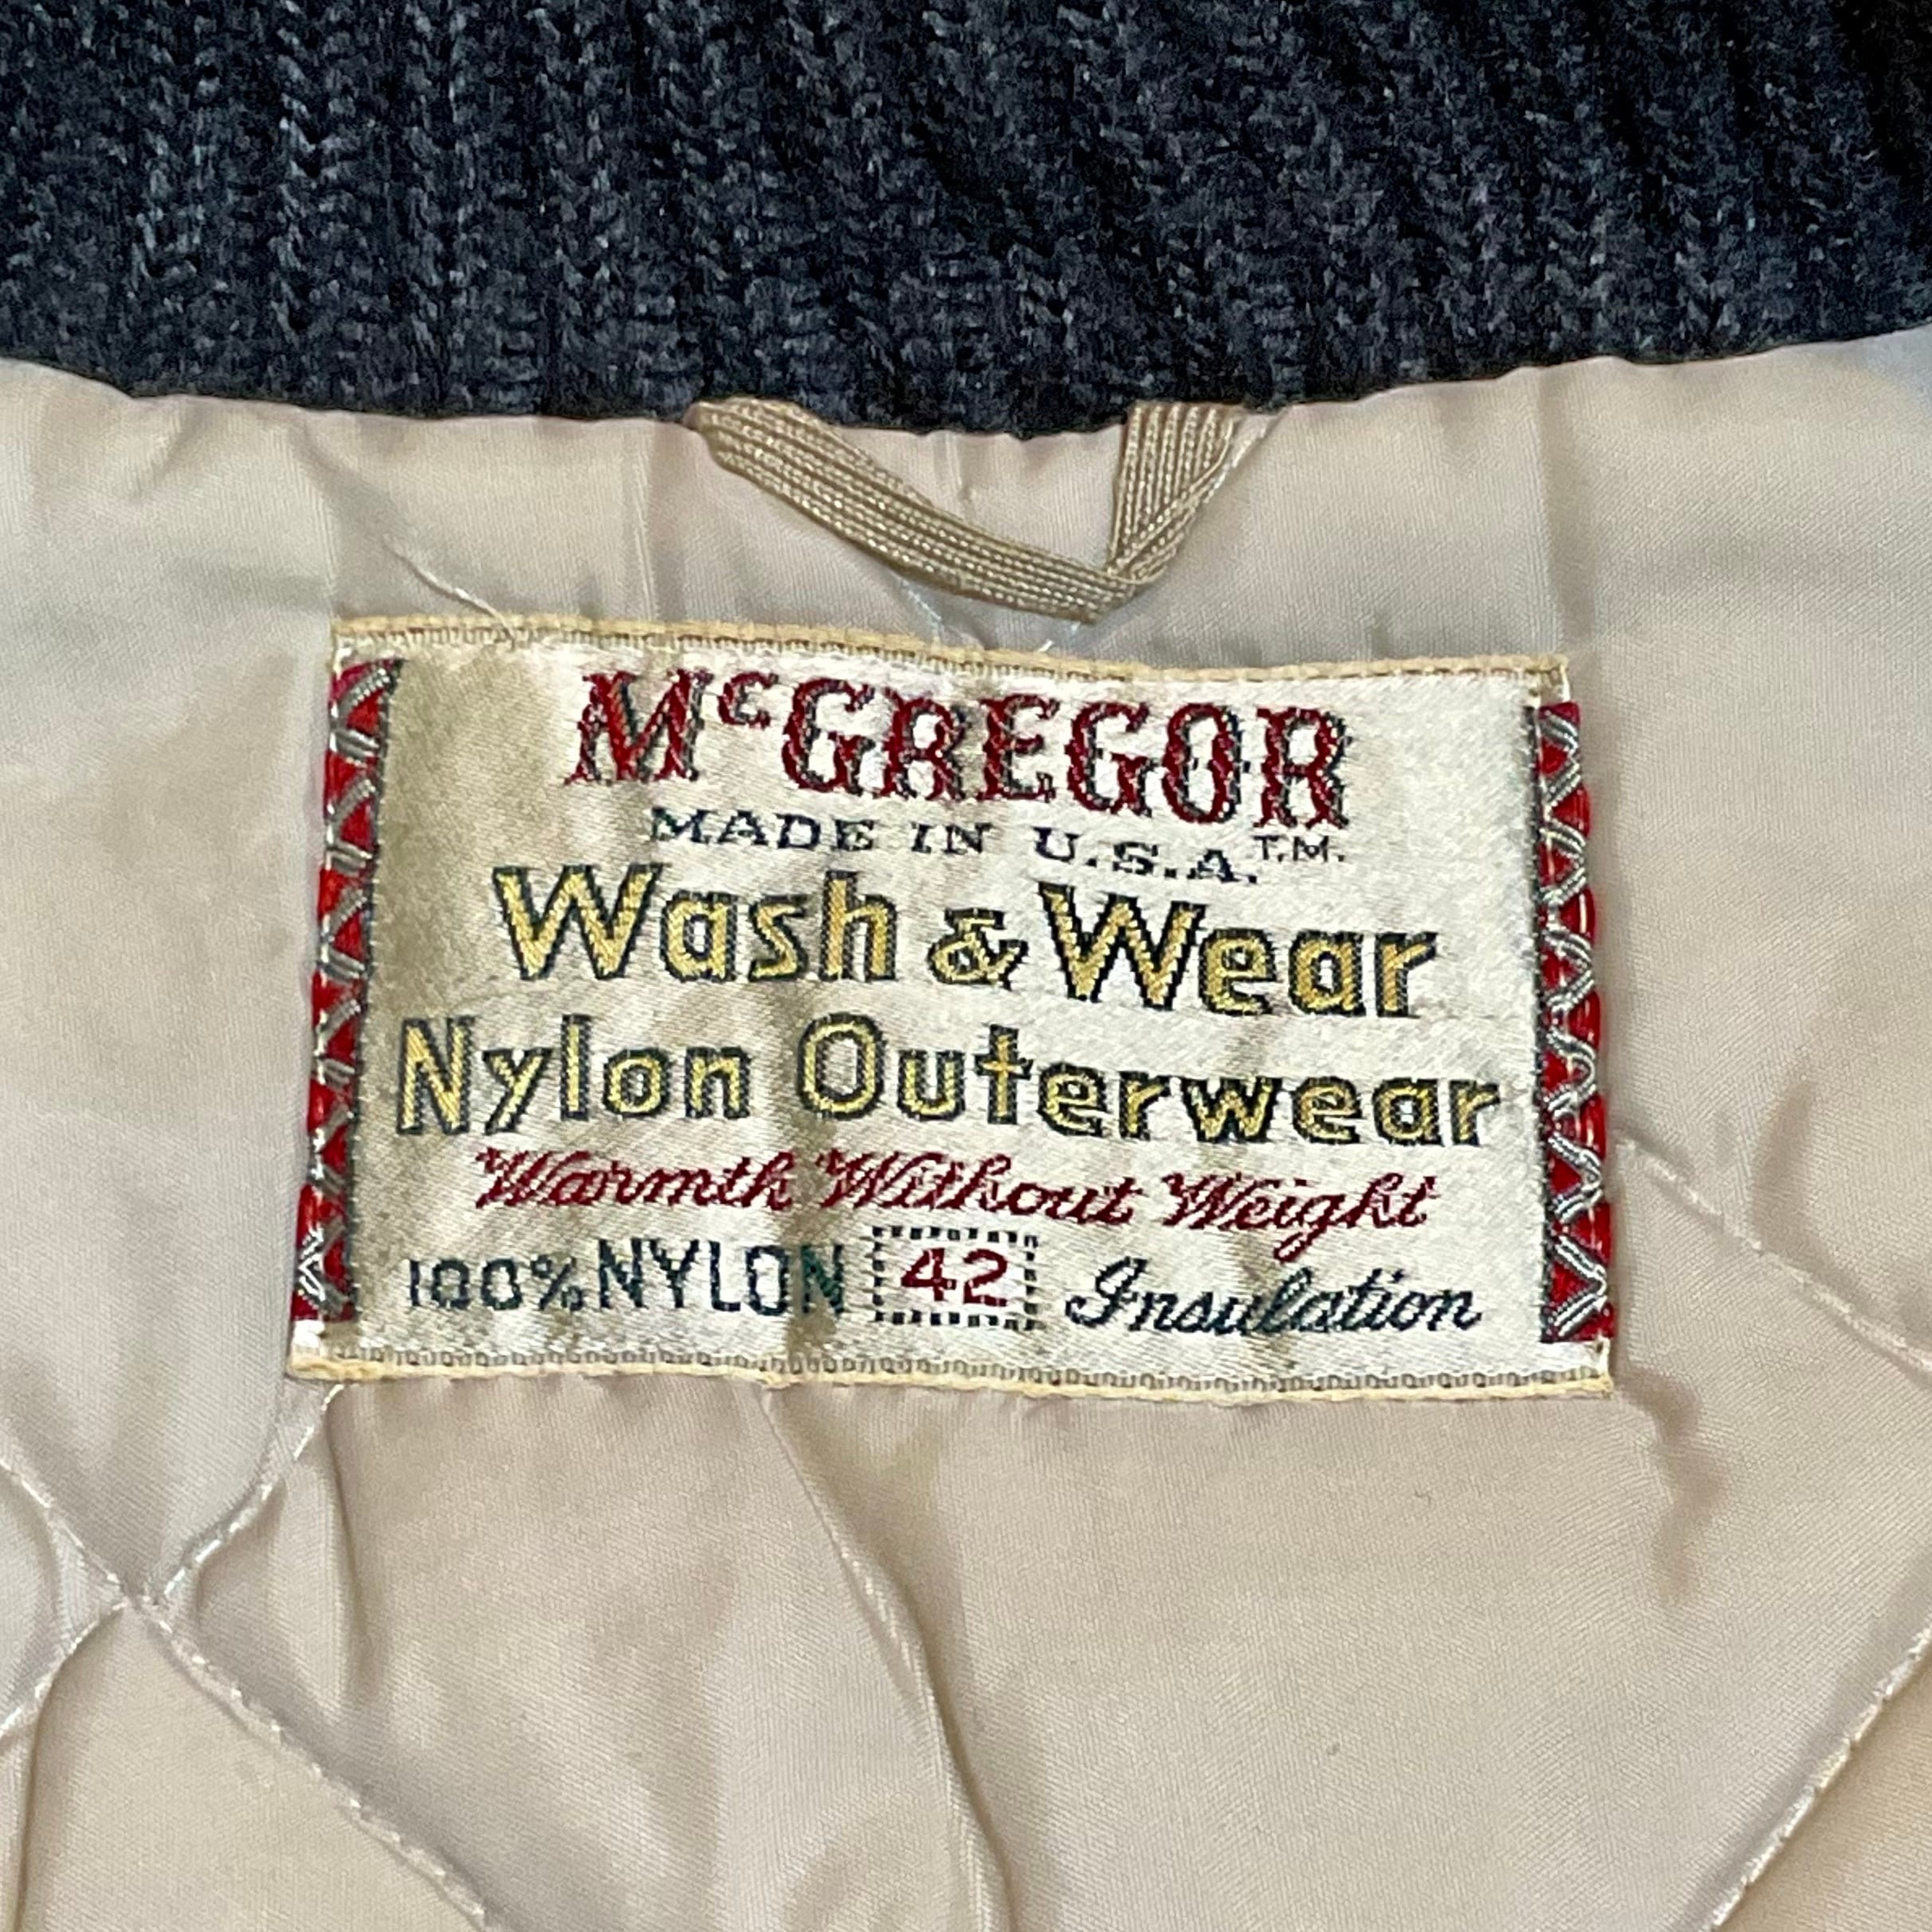 McGREGOR
MADE IN U.S.A. T.M.
Wash & Wear
Nylon Outerwear
Warmth Without Weight
100% NYLON 42 Insulation